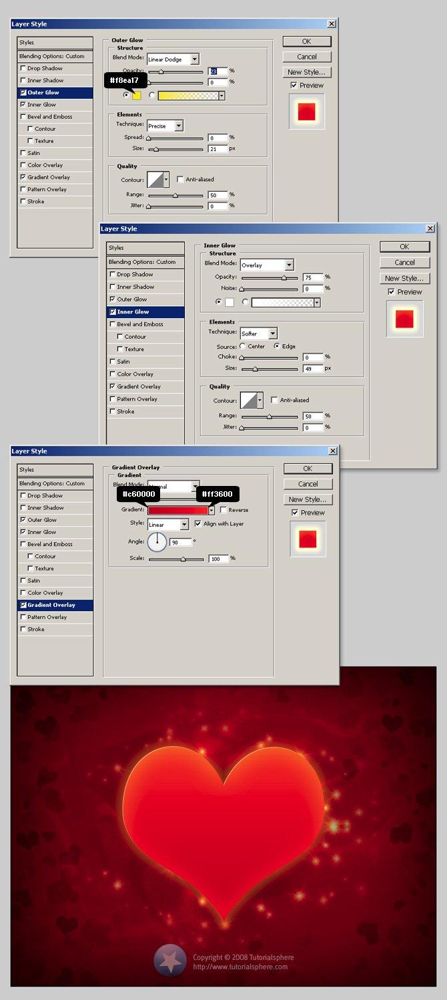 Layer Style
Styles
Blending Options: Custom
Drop Shadow
Inner Shadow
Outer Glow
Inner Glow
Bevel and Emboss
Contour
Texture
Satin
Color Overlay
Gradient Overlay
Pattern Overlay
Stroke
Outer Glow
Structure
Blend Mode: Linear Dodge
Opacity: 23 %
#f8ea17
0 %
Elements
Technique: Precise
Spread: 0 %
Size: 21 px
Quality
Contour: Anti-aliased
Range: 50 %
Jitter: 0 %
OK
Cancel
New Style...
Preview
Layer Style
Styles
Blending Options: Custom
Drop Shadow
Inner Shadow
Outer Glow
Inner Glow
Bevel and Emboss
Contour
Texture
Satin
Color Overlay
Gradient Overlay
Pattern Overlay
Stroke
Inner Glow
Structure
Blend Mode: Overlay
Opacity: 75 %
Noise: 0 %
Elements
Technique: Softer
Source: Center Edge
Choke: 0 %
Size: 49 px
Quality
Contour: Anti-aliased
Range: 50 %
Jitter: 0 %
OK
Cancel
New Style...
Preview
Layer Style
Styles
Blending Options: Custom
Drop Shadow
Inner Shadow
Outer Glow
Inner Glow
Bevel and Emboss
Contour
Texture
Satin
Color Overlay
Gradient Overlay
Pattern Overlay
Stroke
Gradient Overlay
Gradient
Blend Mode: Normal
#c60000 #ff3600
Gradient: Reverse
Style: Linear Align with Layer
Angle: 90 °
Scale: 100 %
OK
Cancel
New Style...
Preview
Copyright © 2008 Tutorialsphere
http://www.tutorialsphere.com